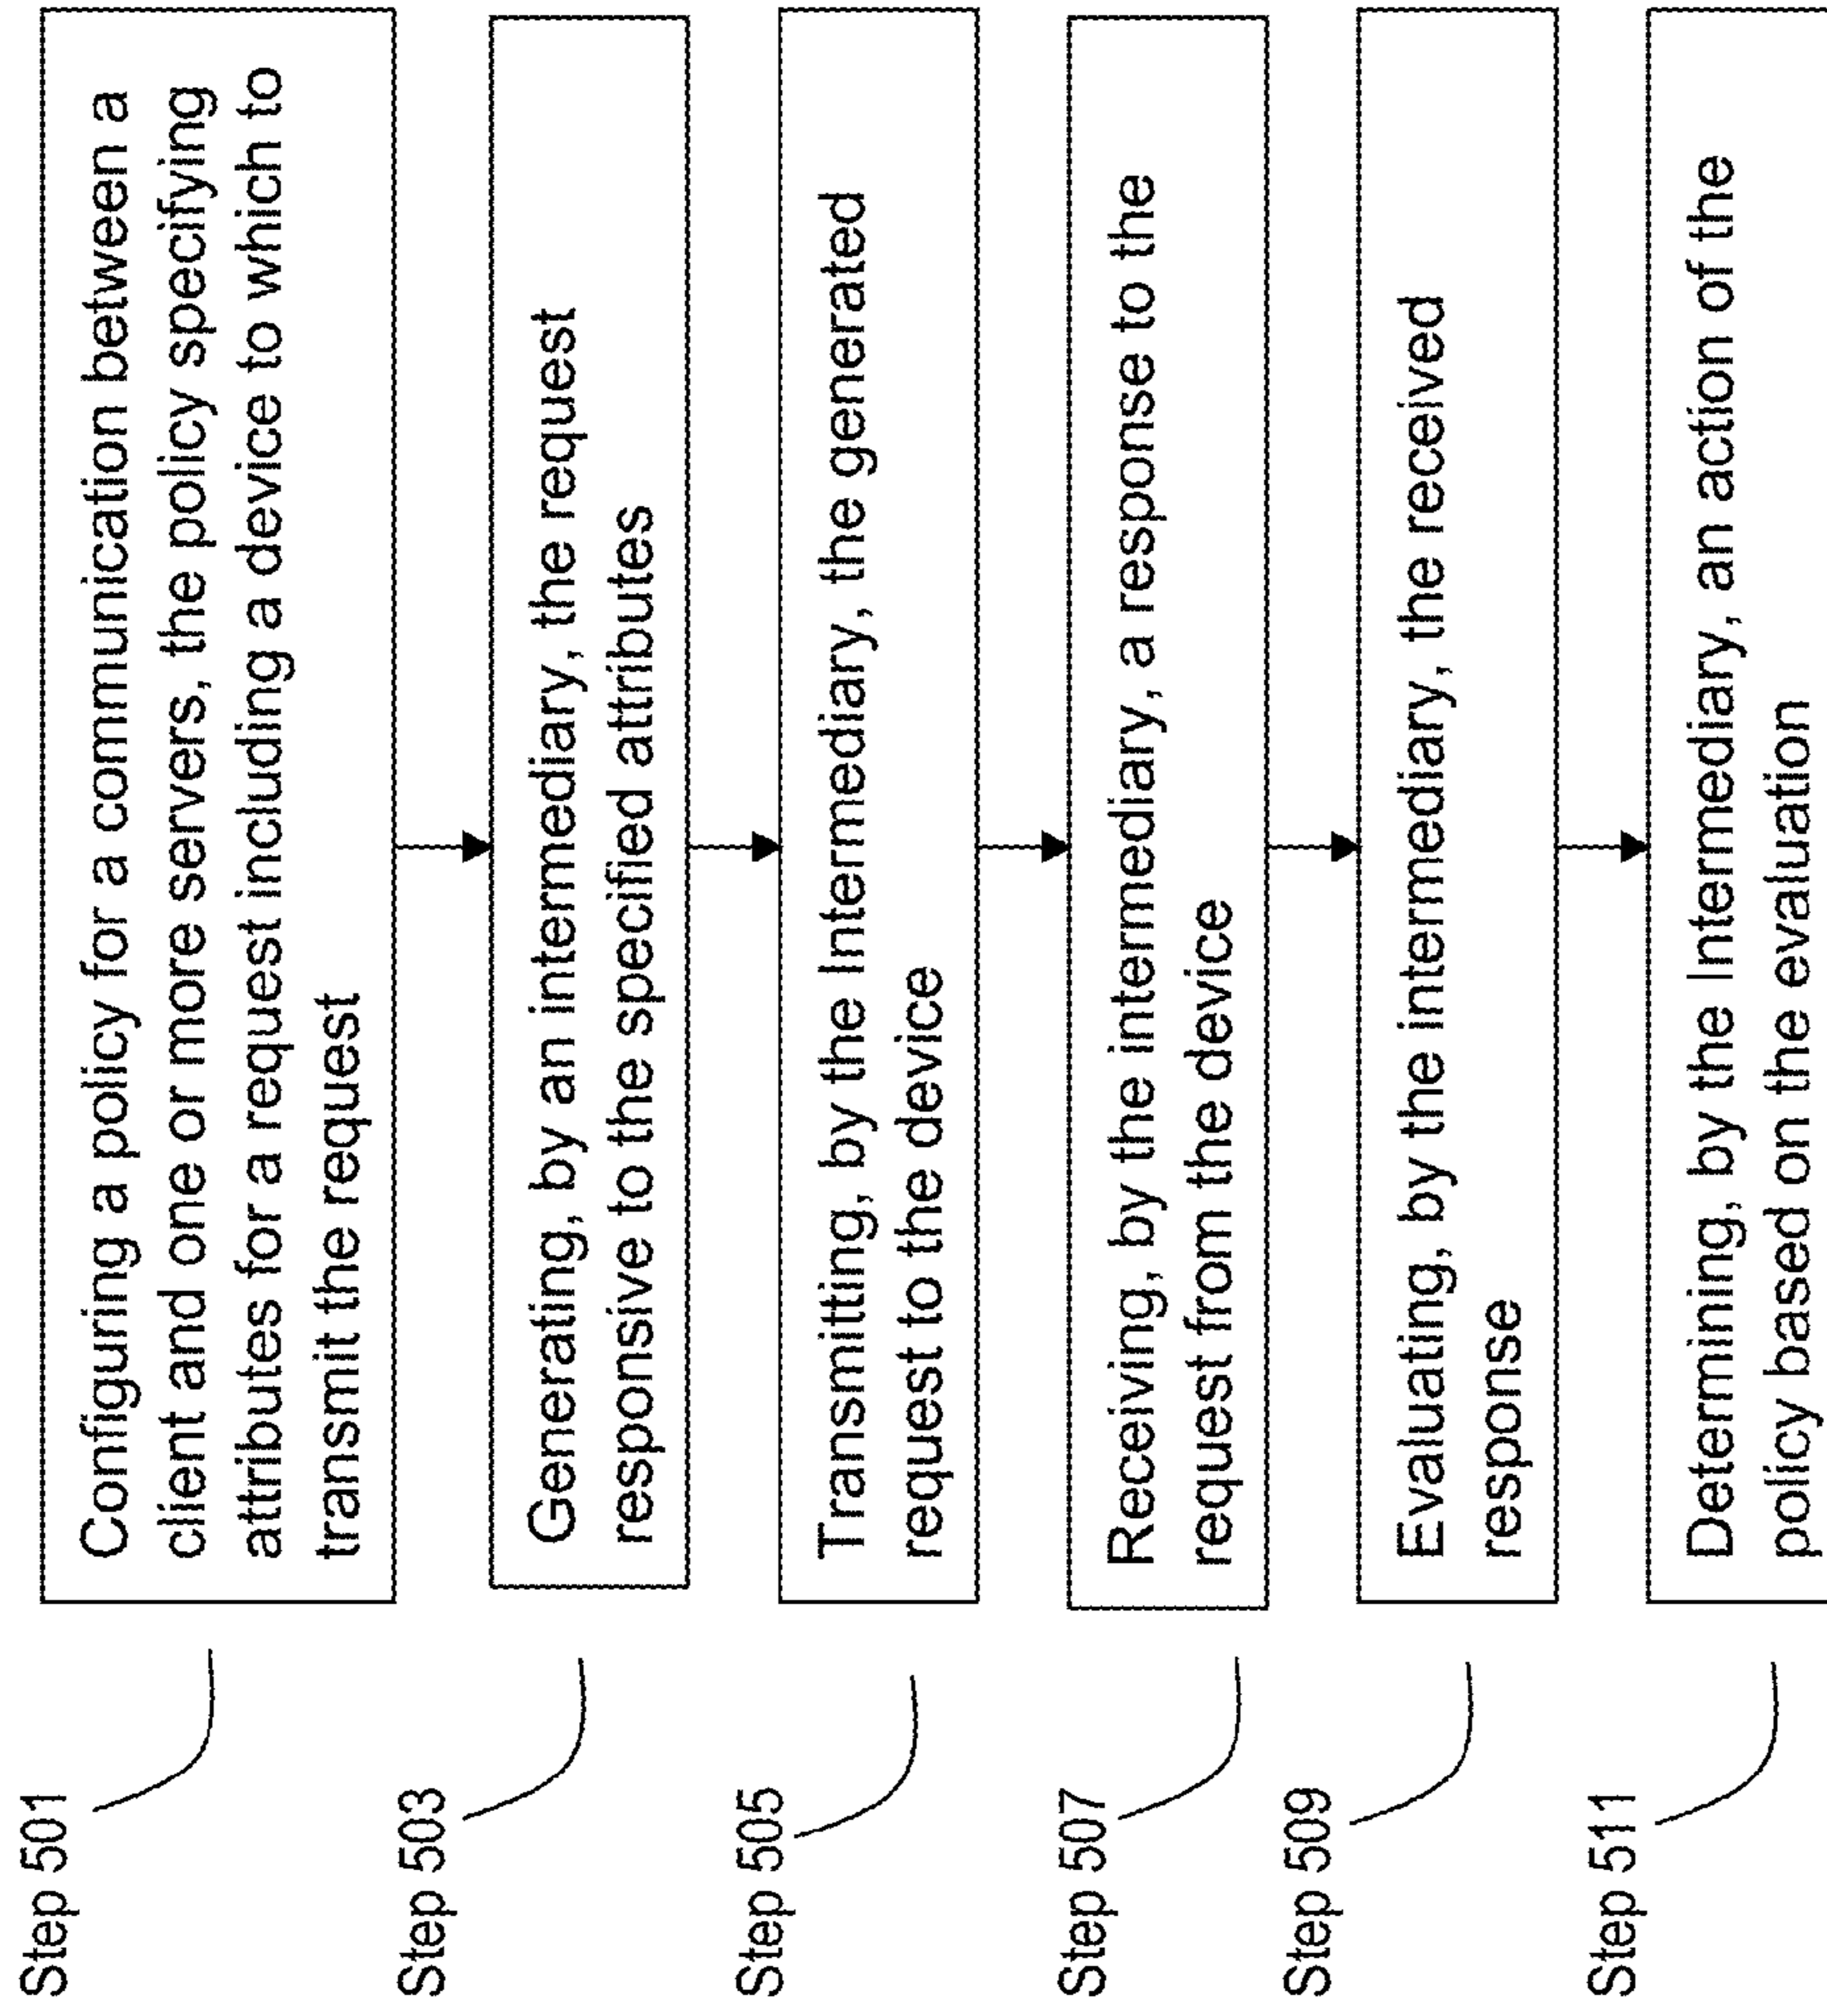 Step 501
Configuring a policy for a communication between a
client and one or more servers, the policy specifying
attributes for a request including a device to which to
transmit the request
Step 503
Generating, by an intermediary, the request
responsive to the specified attributes
Step 505
Transmitting, by the Intermediary, the generated
request to the device
Step 507
Receiving, by the intermediary, a response to the
request from the device
Step 509
Evaluating, by the intermediary, the received
response
Step 511
Determining, by the Intermediary, an action of the
policy based on the evaluation